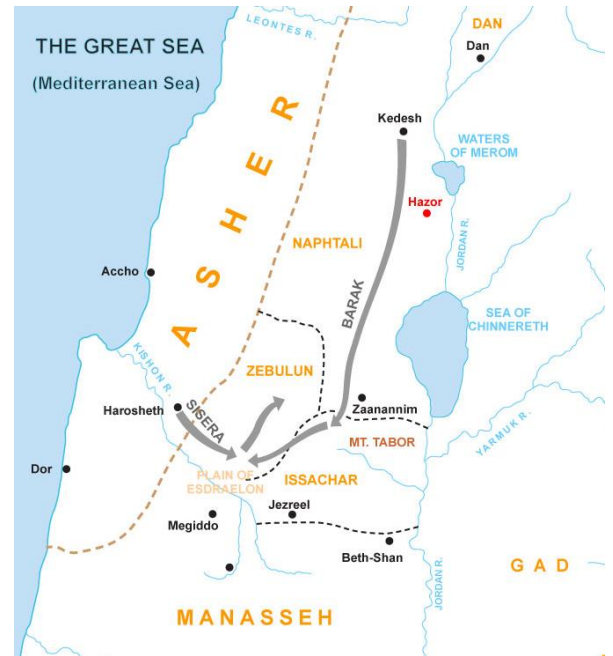 THE GREAT SEA
(Mediterranean Sea)
LEONTES R.
DAN
Dan
Kedesh
WATERS
OF MEROM
Hazor
ASHER
NAPHTALI
JORDAN R.
Accho
BARAK
SEA OF
CHINNERETH
KISHON R.
ZEBULUN
Harosheth
SISERA
Zaanannim
MT. TABOR
YARMUK R.
Dor
PLAIN OF
ESDRAELON
ISSACHAR
Megiddo
Jezreel
Beth-Shan
JORDAN R.
GAD
MANASSEH